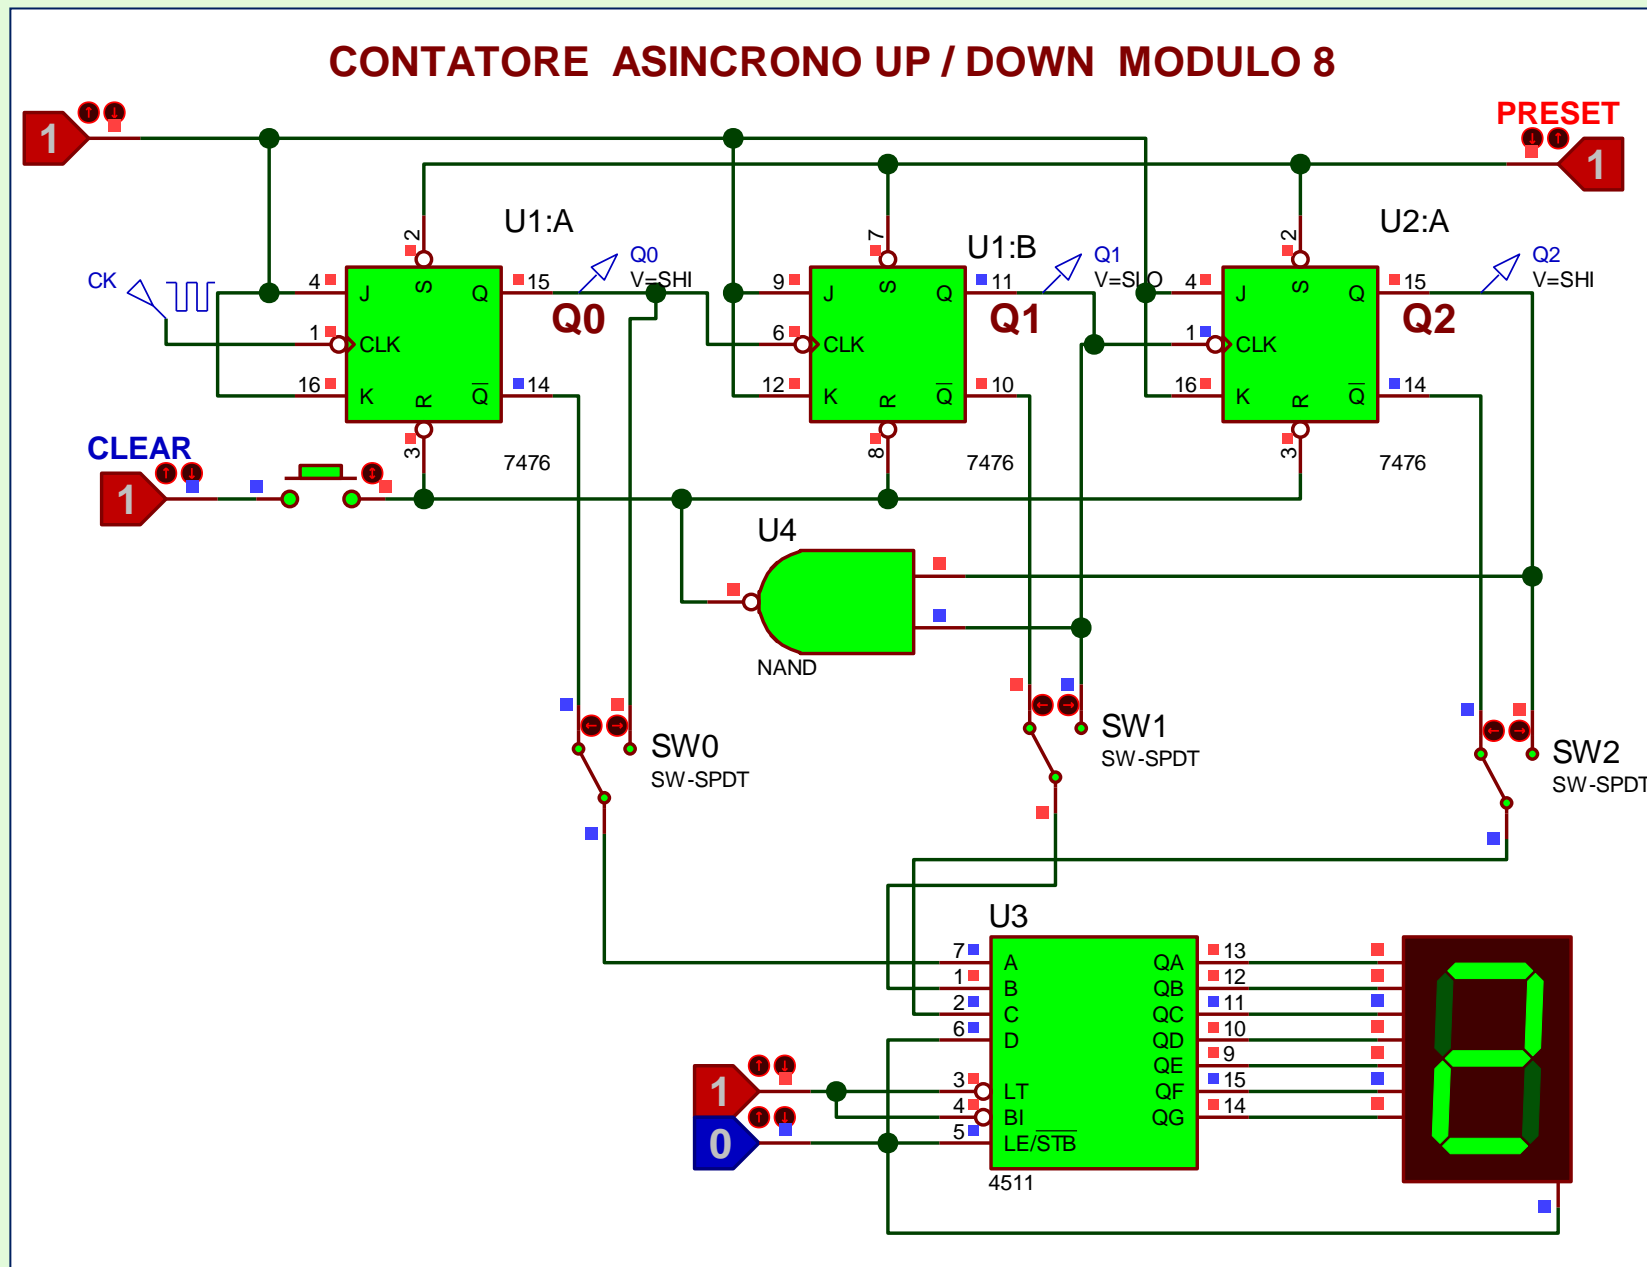 CONTATORE ASINCRONO UP / DOWN MODULO 8
1
PRESET
1
U1:A
U1:B
U2:A
CK
Q0
V=SHI
Q1
V=SLO
Q2
V=SHI
2
4 J S Q 15
Q0
1 CLK
16 K R Q 14
3
7476
7
9 J S Q 11
Q1
6 CLK
12 K R Q 10
8
7476
2
4 J S Q 15
Q2
1 CLK
16 K R Q 14
3
7476
CLEAR
1
U4
NAND
SW0
SW-SPDT
SW1
SW-SPDT
SW2
SW-SPDT
U3
7 A QA 13
1 B QB 12
2 C QC 11
6 D QD 10
QE 9
1 3 LT QF 15
4 BI QG 14
0 5 LE/STB
4511
2